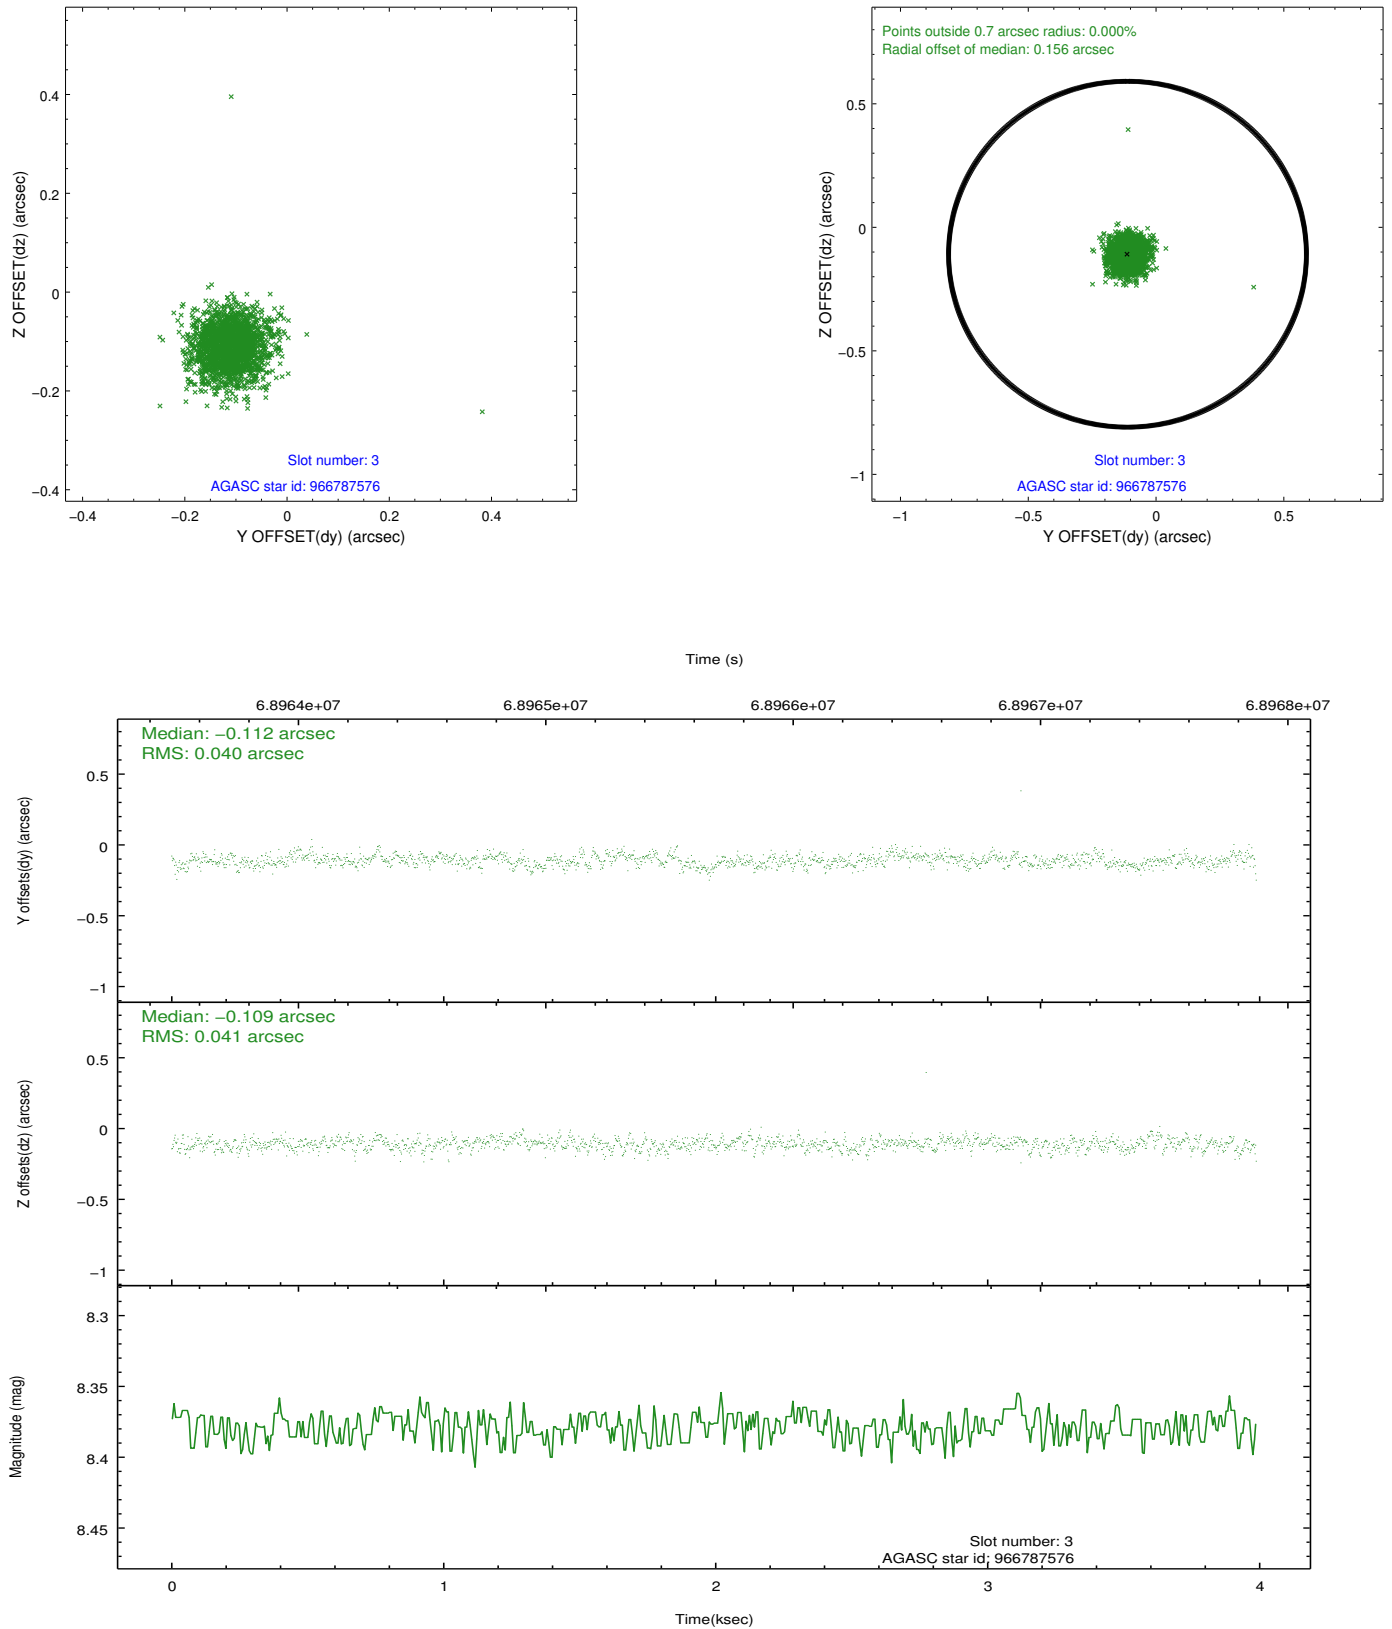 0.4
0.2
0
−0.2
−0.4
Z OFFSET(dz) (arcsec)
Slot number: 3
AGASC star id: 966787576
−0.4 −0.2 0 0.2 0.4
Y OFFSET(dy) (arcsec)
Points outside 0.7 arcsec radius: 0.000%
Radial offset of median: 0.156 arcsec
0.5
0
−0.5
−1
Z OFFSET(dz) (arcsec)
Slot number: 3
AGASC star id: 966787576
−1 −0.5 0 0.5
Y OFFSET(dy) (arcsec)
Time (s)
6.8964e+07 6.8965e+07 6.8966e+07 6.8967e+07 6.8968e+07
Median: −0.112 arcsec
RMS: 0.040 arcsec
0.5
0
−0.5
−1
Y offsets(dy) (arcsec)
Median: −0.109 arcsec
RMS: 0.041 arcsec
0.5
0
−0.5
−1
Z offsets(dz) (arcsec)
8.3
8.35
8.4
8.45
Magnitude (mag)
Slot number: 3
AGASC star id: 966787576
0 1 2 3 4
Time(ksec)